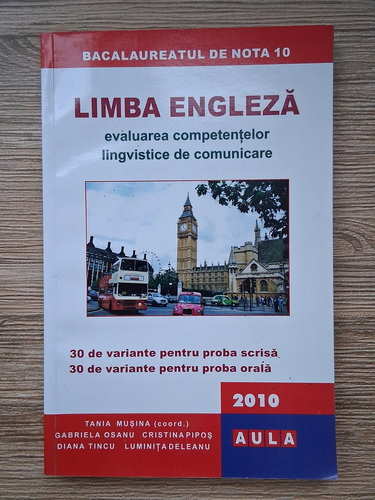 BACALAUREATUL DE NOTA 10
LIMBA ENGLEZĂ
evaluarea competențelor
lingvistice de comunicare
30 de variante pentru proba scrisă
30 de variante pentru proba orală
2010
TANIA MUȘINA (coord.)
GABRIELA OSANU CRISTINA PIPOȘ
DIANA TINCU LUMINIȚA DELEANU
AULA